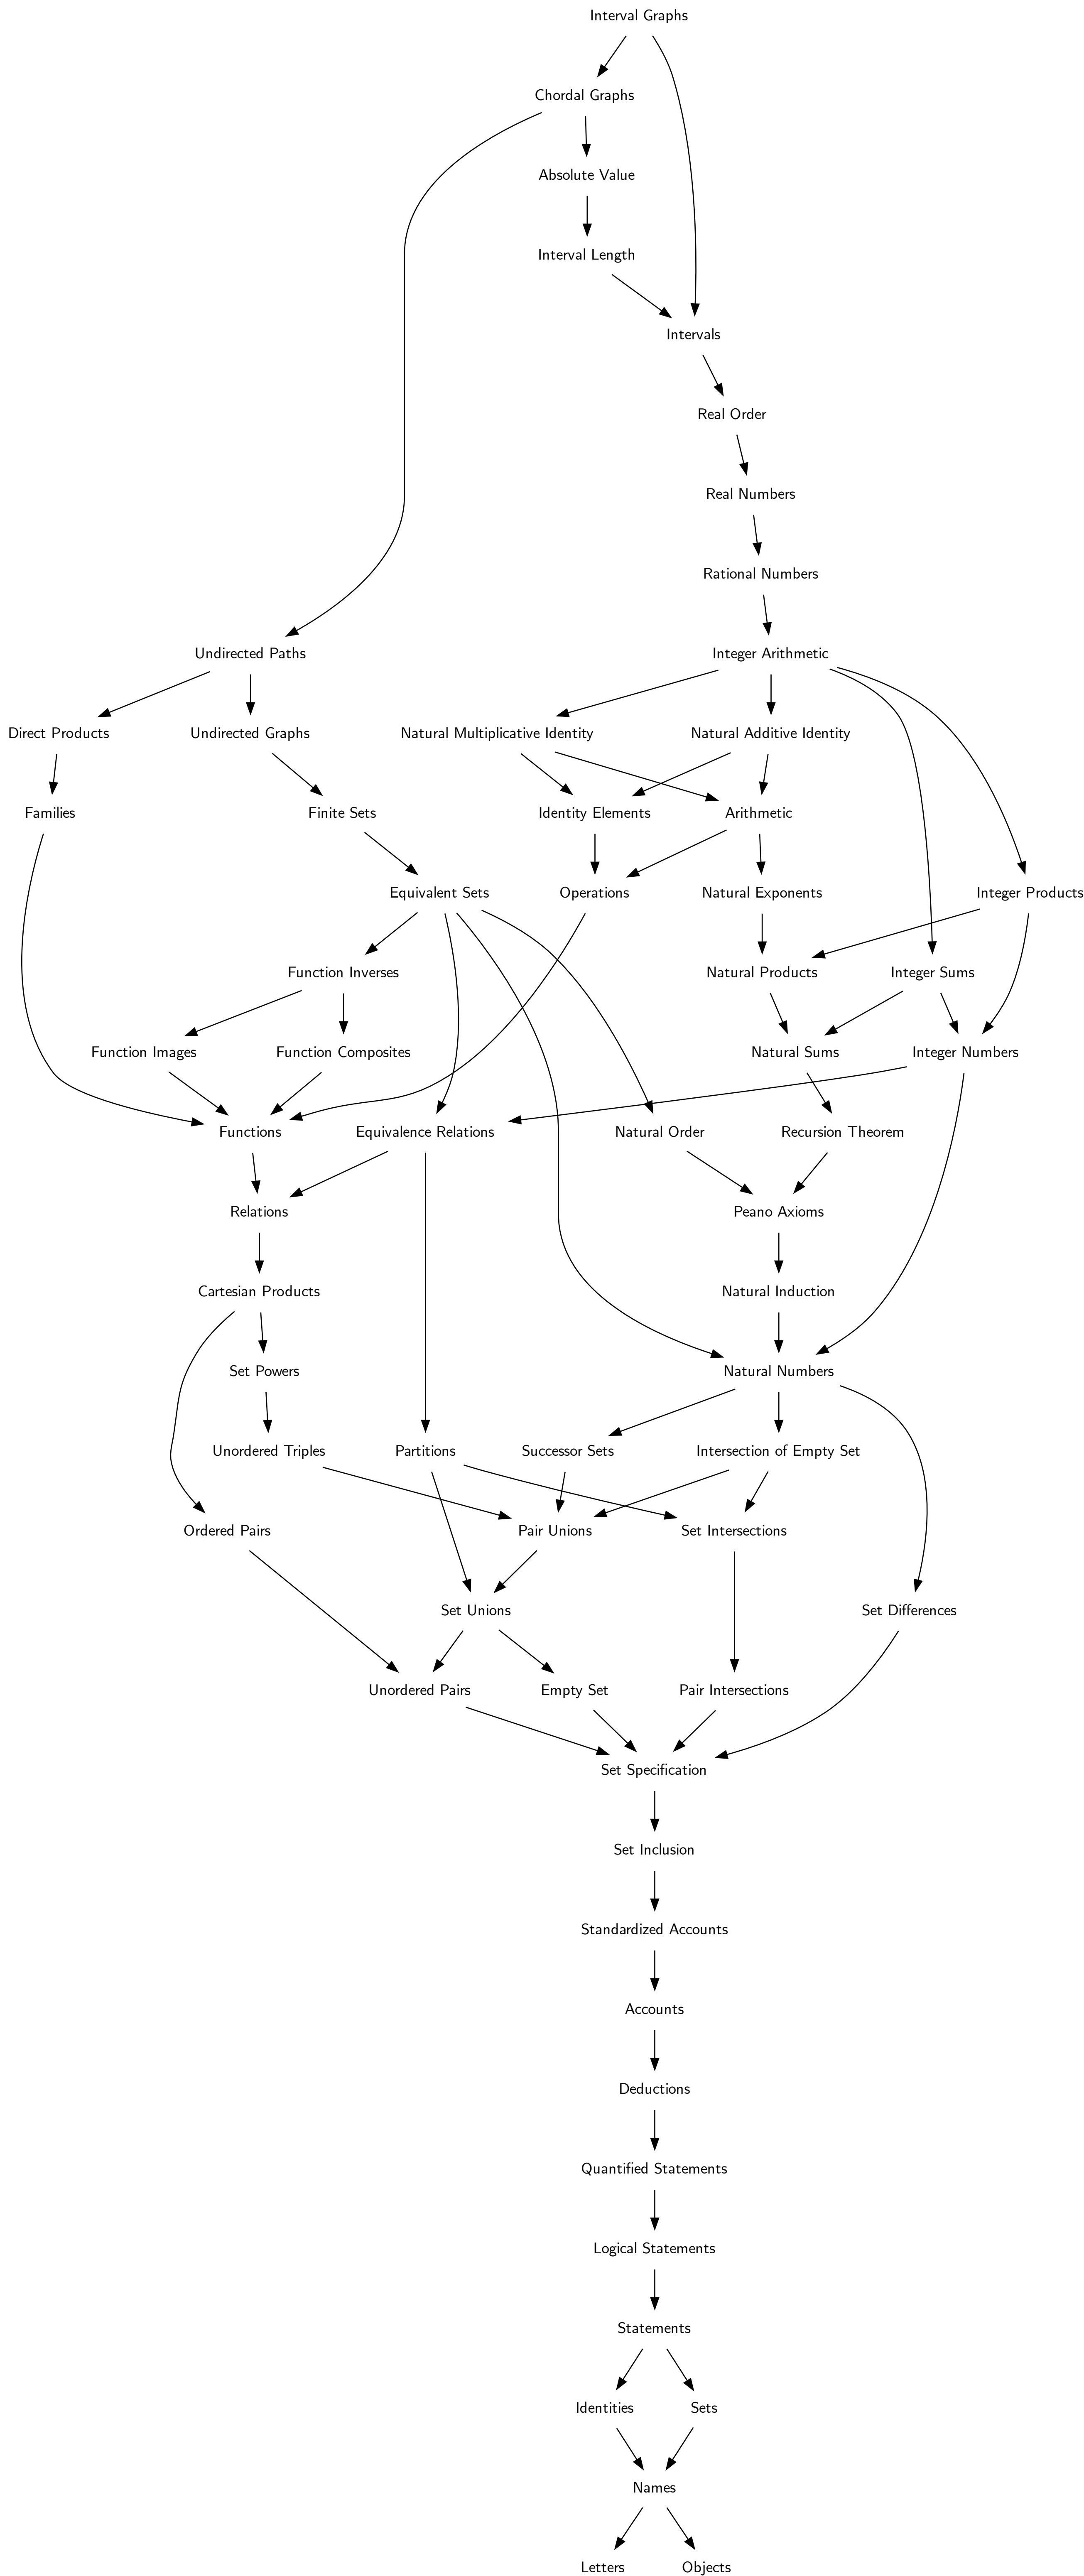 Interval Graphs
Chordal Graphs
Absolute Value
Interval Length
Intervals
Real Order
Real Numbers
Rational Numbers
Undirected Paths
Integer Arithmetic
Direct Products
Undirected Graphs
Natural Multiplicative Identity
Natural Additive Identity
Families
Finite Sets
Identity Elements
Arithmetic
Equivalent Sets
Operations
Natural Exponents
Integer Products
Function Inverses
Natural Products
Integer Sums
Function Images
Function Composites
Natural Sums
Integer Numbers
Functions
Equivalence Relations
Natural Order
Recursion Theorem
Relations
Peano Axioms
Cartesian Products
Natural Induction
Set Powers
Natural Numbers
Unordered Triples
Partitions
Successor Sets
Intersection of Empty Set
Ordered Pairs
Pair Unions
Set Intersections
Set Unions
Set Differences
Unordered Pairs
Empty Set
Pair Intersections
Set Specification
Set Inclusion
Standardized Accounts
Accounts
Deductions
Quantified Statements
Logical Statements
Statements
Identities
Sets
Names
Letters
Objects